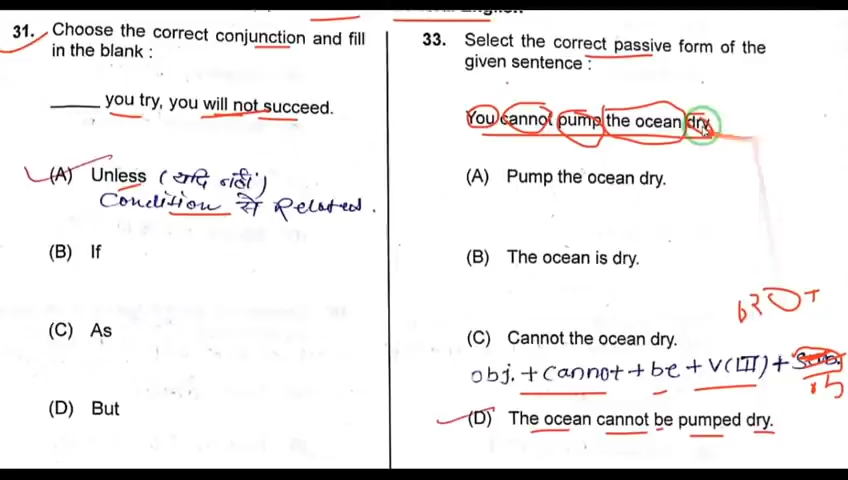 31. Choose the correct conjunction and fill
in the blank :
______ you try, you will not succeed.
(A) Unless (यदि नहीं)
Condition से Related.
(B) If
(C) As
(D) But
33. Select the correct passive form of the
given sentence :
You cannot pump the ocean dry.
(A) Pump the ocean dry.
(B) The ocean is dry.
(C) Cannot the ocean dry.
obj. + Cannot + be + V(III) + Sub.
(D) The ocean cannot be pumped dry.